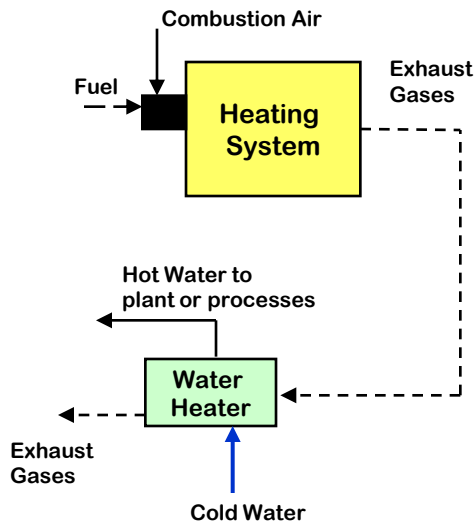 Combustion Air
Fuel
Heating
System
Exhaust
Gases
Hot Water to
plant or processes
Water
Heater
Exhaust
Gases
Cold Water